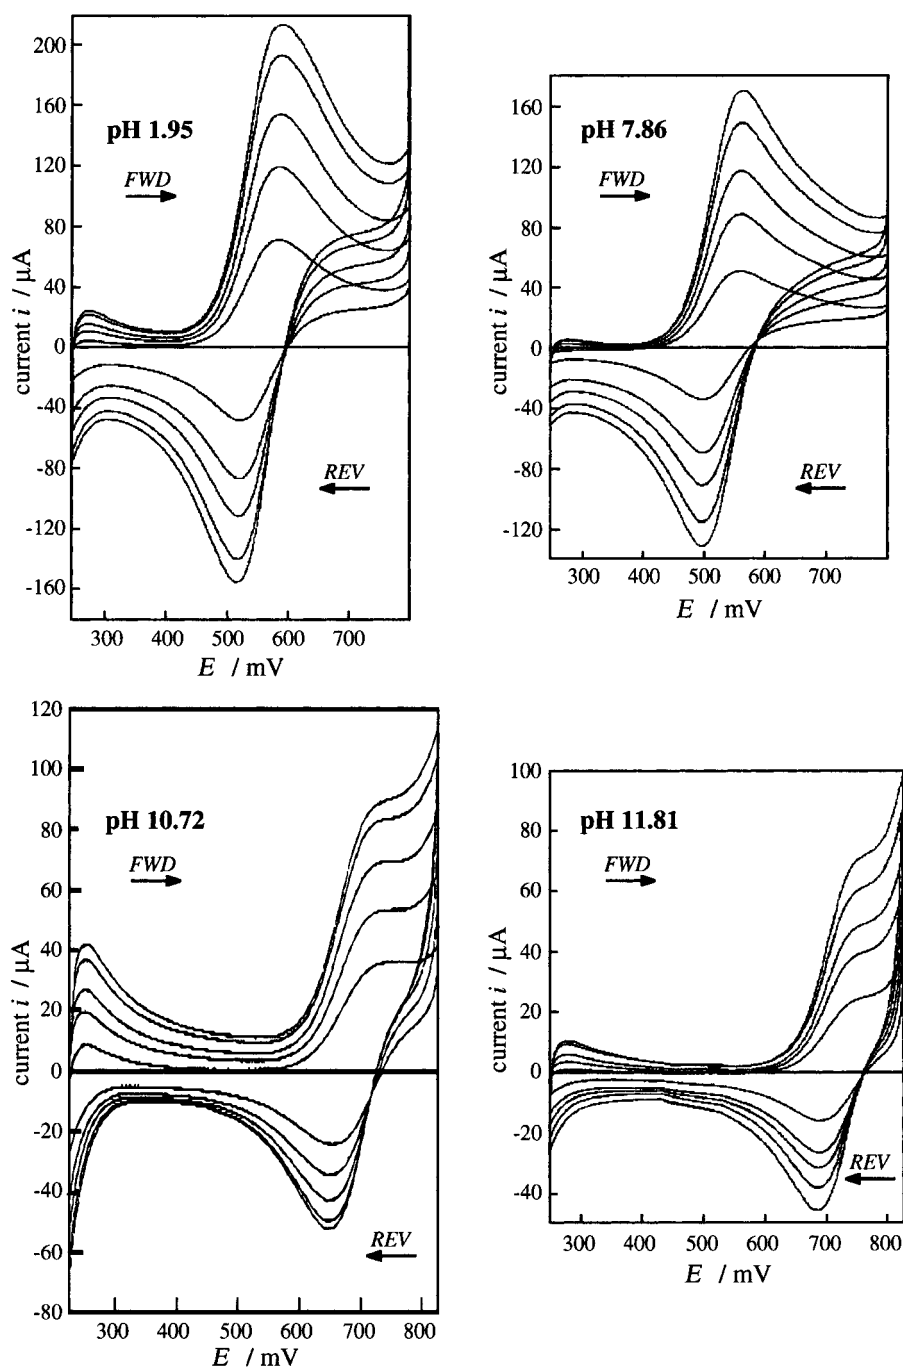 200
160
120
80
40
0
-40
-80
-120
-160
current i / µA
pH 1.95
FWD
REV
300 400 500 600 700
E / mV
160
120
80
40
0
-40
-80
-120
current i / µA
pH 7.86
FWD
REV
300 400 500 600 700
E / mV
120
100
80
60
40
20
0
-20
-40
-60
-80
current i / µA
pH 10.72
FWD
REV
300 400 500 600 700 800
E / mV
100
80
60
40
20
0
-20
-40
current i / µA
pH 11.81
FWD
REV
300 400 500 600 700 800
E / mV